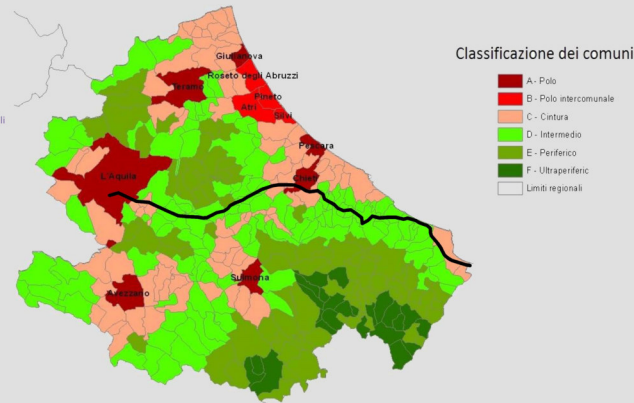 Classificazione dei comuni
A - Polo
B - Polo intercomunale
C - Cintura
D - Intermedio
E - Periferico
F - Ultraperiferic
Limiti regionali
Giulianova
Roseto degli Abruzzi
Teramo
Pineto
Atri
Silvi
Pescara
L'Aquila
Chieti
Sulmona
Avezzano